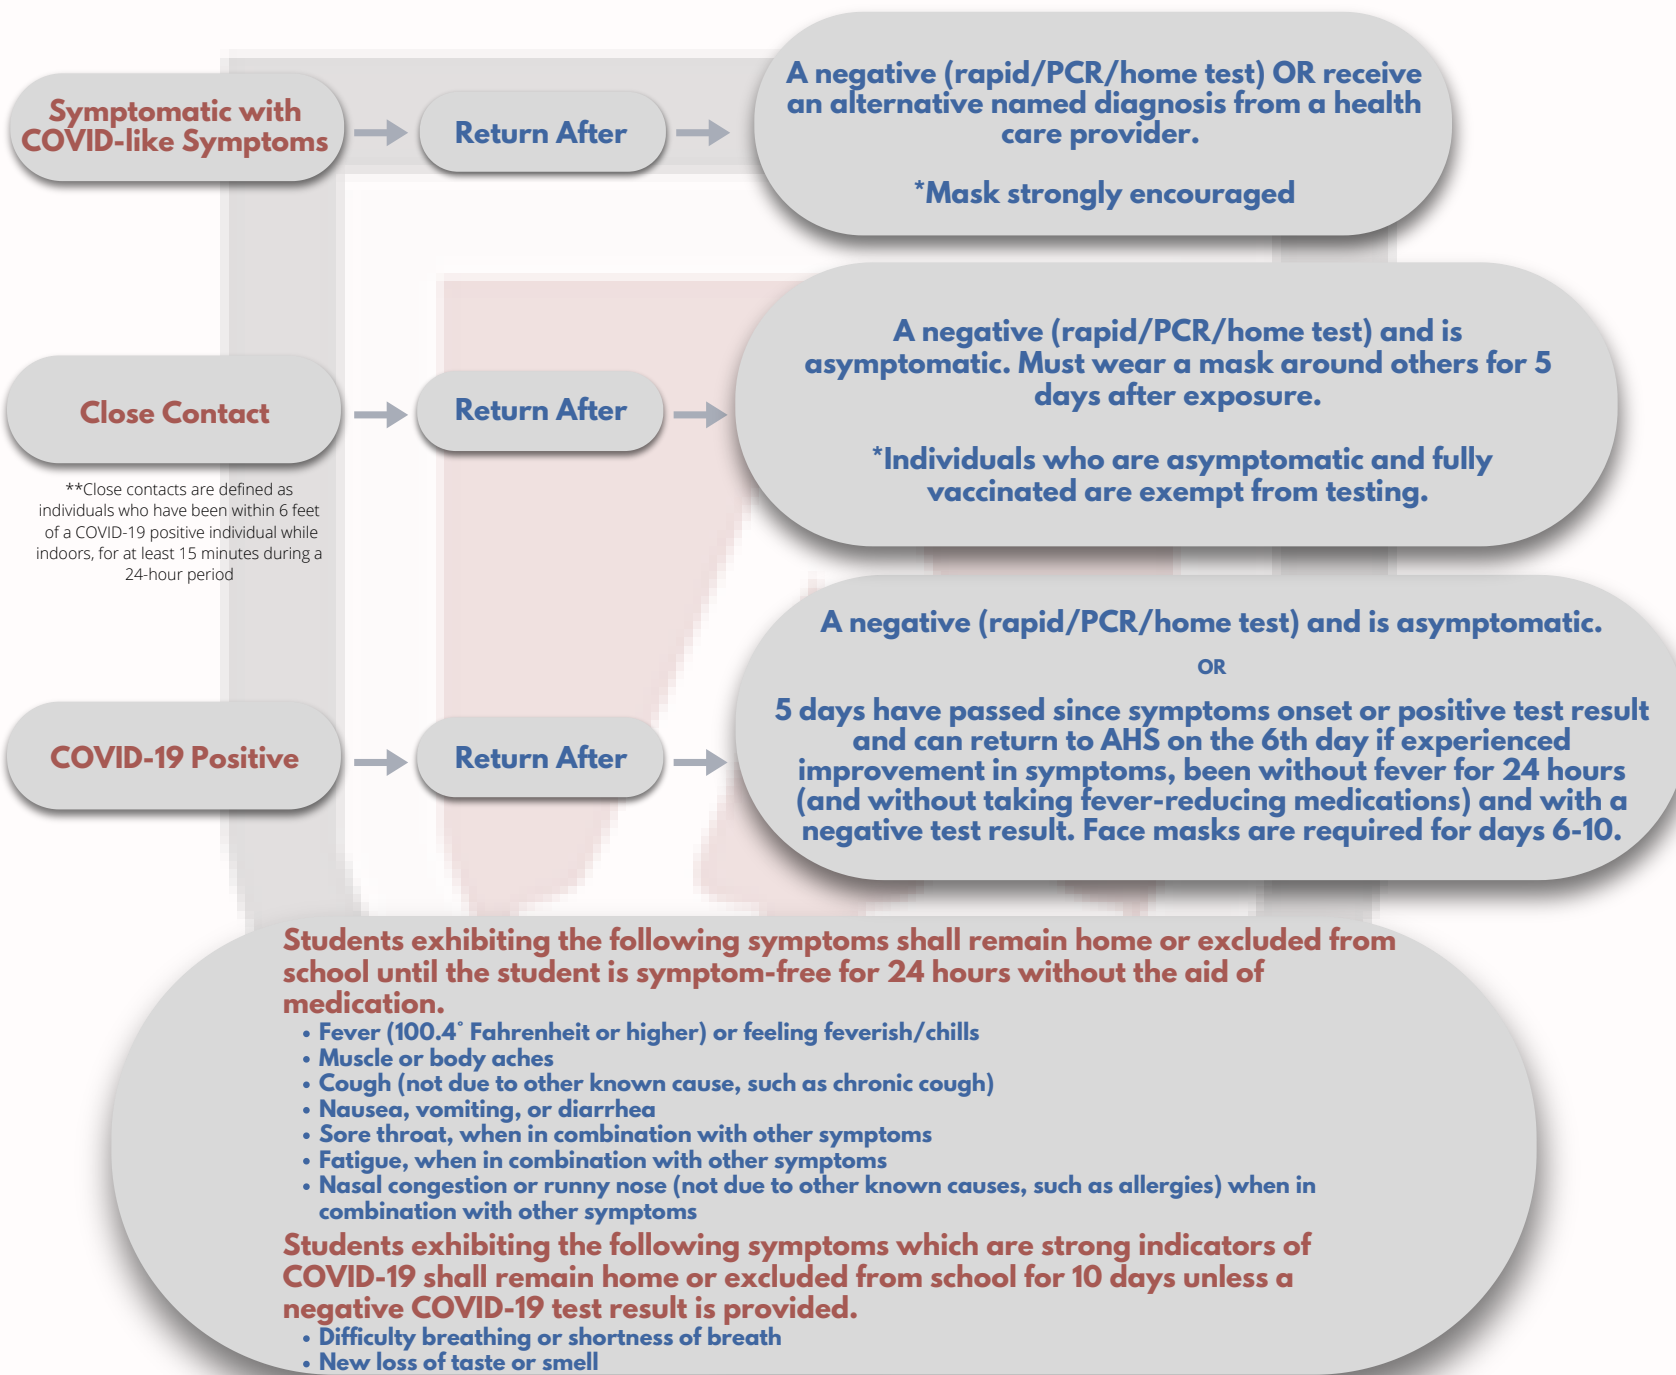 Symptomatic with
COVID-like Symptoms
Return After
A negative (rapid/PCR/home test) OR receive
an alternative named diagnosis from a health
care provider.
*Mask strongly encouraged
Close Contact
**Close contacts are defined as
individuals who have been within 6 feet
of a COVID-19 positive individual while
indoors, for at least 15 minutes during a
24-hour period
Return After
A negative (rapid/PCR/home test) and is
asymptomatic. Must wear a mask around others for 5
days after exposure.
*Individuals who are asymptomatic and fully
vaccinated are exempt from testing.
COVID-19 Positive
Return After
A negative (rapid/PCR/home test) and is asymptomatic.
OR
5 days have passed since symptoms onset or positive test result
and can return to AHS on the 6th day if experienced
improvement in symptoms, been without fever for 24 hours
(and without taking fever-reducing medications) and with a
negative test result. Face masks are required for days 6-10.
Students exhibiting the following symptoms shall remain home or excluded from
school until the student is symptom-free for 24 hours without the aid of
medication.
• Fever (100.4° Fahrenheit or higher) or feeling feverish/chills
• Muscle or body aches
• Cough (not due to other known cause, such as chronic cough)
• Nausea, vomiting, or diarrhea
• Sore throat, when in combination with other symptoms
• Fatigue, when in combination with other symptoms
• Nasal congestion or runny nose (not due to other known causes, such as allergies) when in
combination with other symptoms
Students exhibiting the following symptoms which are strong indicators of
COVID-19 shall remain home or excluded from school for 10 days unless a
negative COVID-19 test result is provided.
• Difficulty breathing or shortness of breath
• New loss of taste or smell